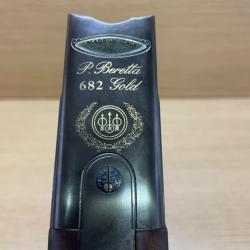 MADE IN ITALY
P. Beretta
682 Gold